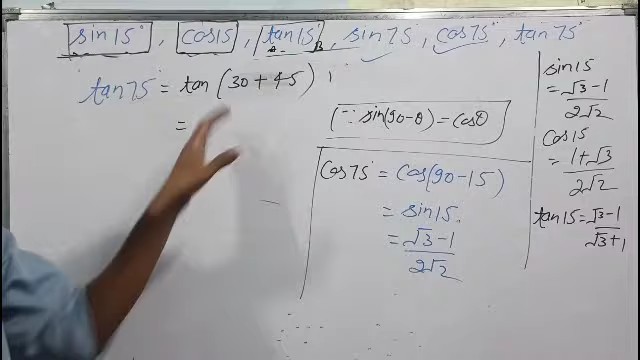 sin15°, cos15, tan15°, sin75, cos75°, tan75°
A B
tan75° = tan(30+45)
=
(∵ sin(90-θ) = cosθ
cos75° = cos(90-15)
= sin15.
= √3-1
2√2
sin15
= √3-1
2√2
cos15
= 1+√3
2√2
tan15 = √3-1
√3+1